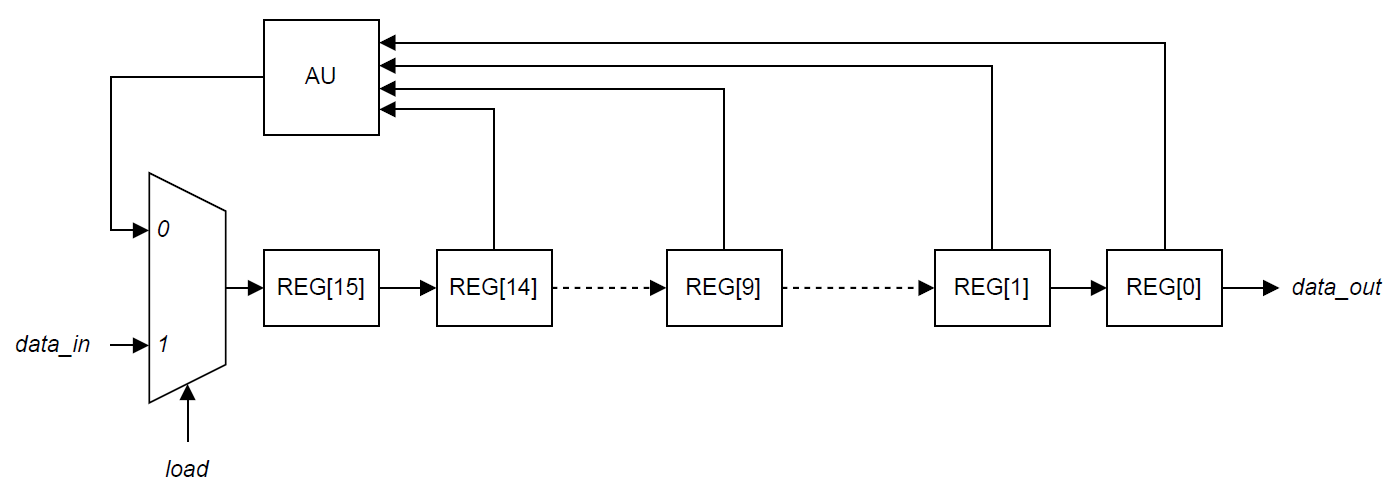 AU
0
REG[15]
REG[14]
REG[9]
REG[1]
REG[0]
data_out
data_in
1
load